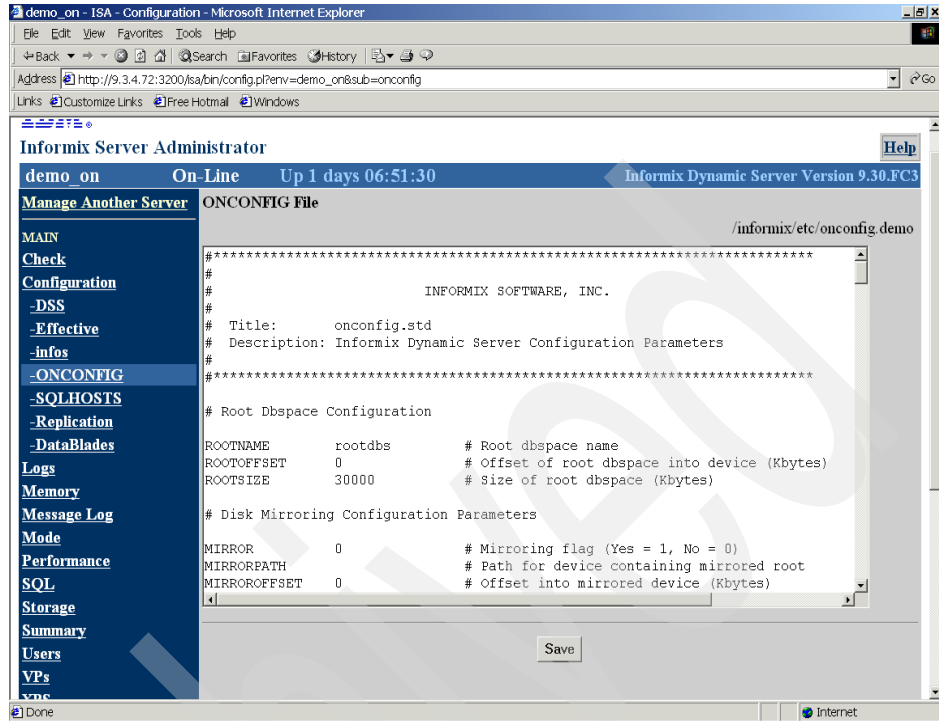 demo_on - ISA - Configuration - Microsoft Internet Explorer
File Edit View Favorites Tools Help
Back Search Favorites History
Address http://9.3.4.72:3200/isa/bin/config.pl?env=demo_on&sub=onconfig Go
Links Customize Links Free Hotmail Windows
Informix Server Administrator
Help
demo_on On-Line Up 1 days 06:51:30 Informix Dynamic Server Version 9.30.FC3
Manage Another Server
MAIN
Check
Configuration
-DSS
-Effective
-infos
-ONCONFIG
-SQLHOSTS
-Replication
-DataBlades
Logs
Memory
Message Log
Mode
Performance
SQL
Storage
Summary
Users
VPs
ONCONFIG File
/informix/etc/onconfig.demo
#***************************************************************************
#
# INFORMIX SOFTWARE, INC.
#
# Title: onconfig.std
# Description: Informix Dynamic Server Configuration Parameters
#
#***************************************************************************
# Root Dbspace Configuration
ROOTNAME rootdbs # Root dbspace name
ROOTOFFSET 0 # Offset of root dbspace into device (Kbytes)
ROOTSIZE 30000 # Size of root dbspace (Kbytes)
# Disk Mirroring Configuration Parameters
MIRROR 0 # Mirroring flag (Yes = 1, No = 0)
MIRRORPATH # Path for device containing mirrored root
MIRROROFFSET 0 # Offset into mirrored device (Kbytes)
Save
Done Internet